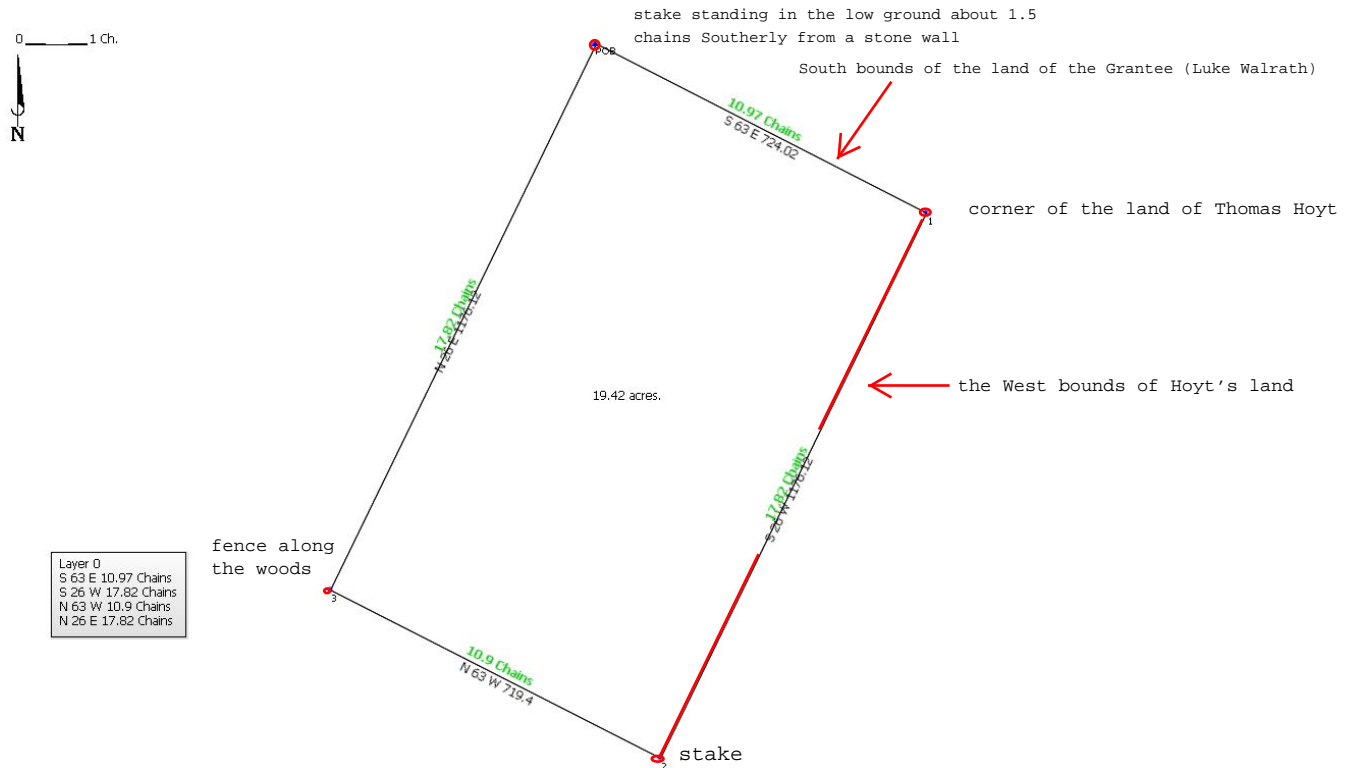 stake standing in the low ground about 1.5
chains Southerly from a stone wall
0 1 Ch.
POB
South bounds of the land of the Grantee (Luke Walrath)
N
10.97 Chains
S 63 E 724.02
corner of the land of Thomas Hoyt
1
17.82 Chains
N 26 E 1176.12
the West bounds of Hoyt's land
19.42 acres.
17.82 Chains
S 26 W 1176.12
fence along
the woods
Layer 0
S 63 E 10.97 Chains
S 26 W 17.82 Chains
N 63 W 10.9 Chains
N 26 E 17.82 Chains
3
10.9 Chains
N 63 W 719.4
stake
2